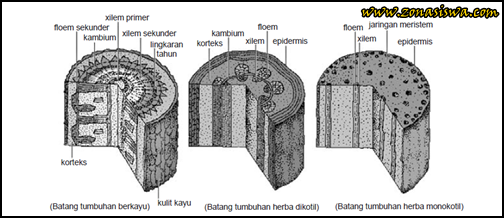 www.zonasiswa.com
xilem primer
floem sekunder
kambium
xilem sekunder
lingkaran
tahun
korteks
kulit kayu
(Batang tumbuhan berkayu)
floem
kambium
korteks
xilem
epidermis
(Batang tumbuhan herba dikotil)
jaringan meristem
floem
xilem
epidermis
(Batang tumbuhan herba monokotil)